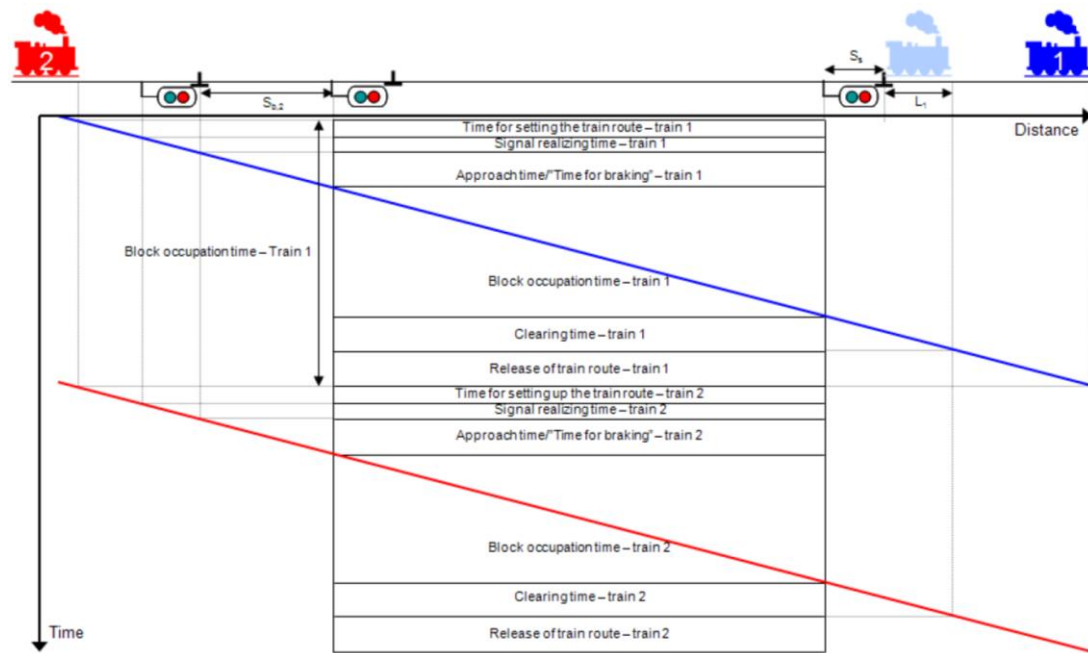 2
1
S_s
S_b,2
L_1
Distance
Time for setting the train route – train 1
Signal realizing time – train 1
Approach time/"Time for braking" – train 1
Block occupation time – Train 1
Block occupation time – train 1
Clearing time – train 1
Release of train route – train 1
Time for setting up the train route – train 2
Signal realizing time – train 2
Approach time/"Time for braking" – train 2
Block occupation time – train 2
Clearing time – train 2
Time
Release of train route – train 2